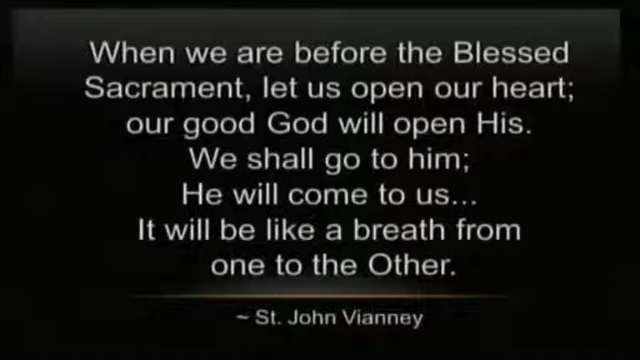 When we are before the Blessed
Sacrament, let us open our heart;
our good God will open His.
We shall go to him;
He will come to us...
It will be like a breath from
one to the Other.
~ St. John Vianney